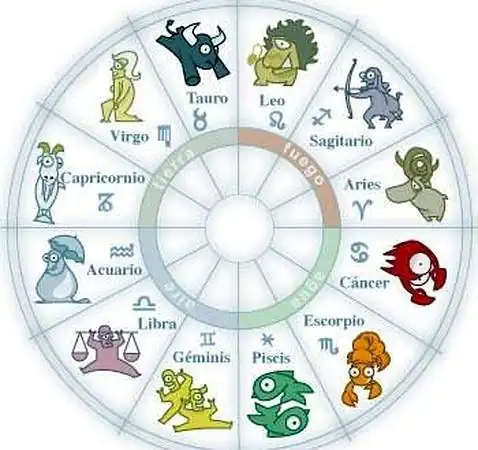 Tauro
Leo
Virgo
Sagitario
tierra
fuego
Capricornio
Aries
Acuario
Cáncer
aire
agua
Libra
Escorpio
Géminis
Piscis